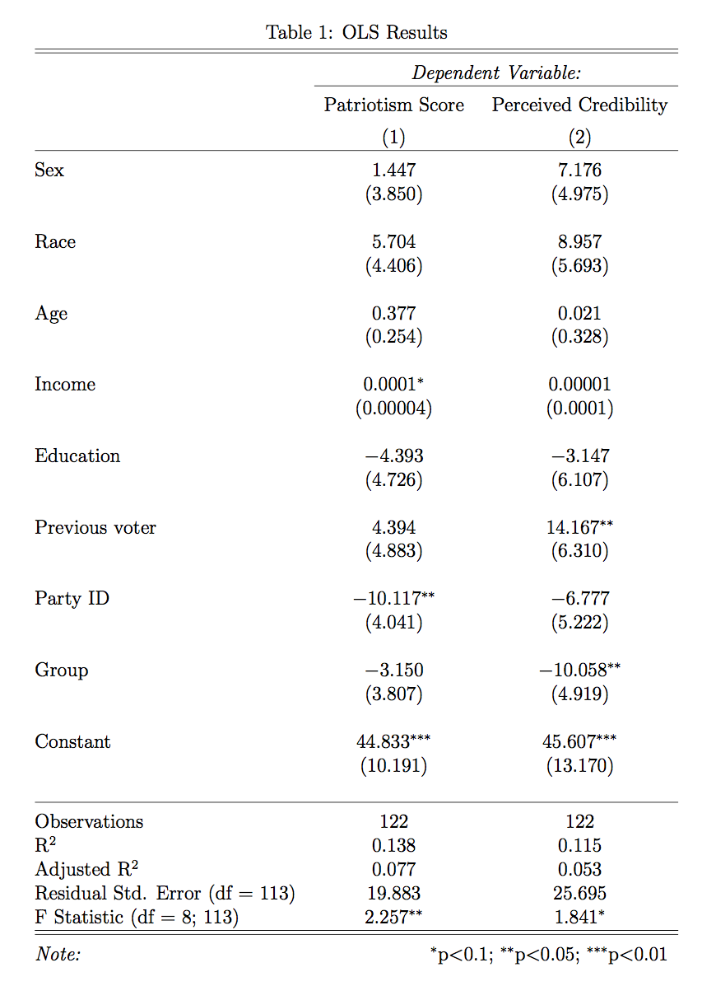 Table 1: OLS Results
Dependent Variable:
Patriotism Score Perceived Credibility
(1) (2)
Sex 1.447 7.176
(3.850) (4.975)
Race 5.704 8.957
(4.406) (5.693)
Age 0.377 0.021
(0.254) (0.328)
Income 0.0001* 0.00001
(0.00004) (0.0001)
Education −4.393 −3.147
(4.726) (6.107)
Previous voter 4.394 14.167**
(4.883) (6.310)
Party ID −10.117** −6.777
(4.041) (5.222)
Group −3.150 −10.058**
(3.807) (4.919)
Constant 44.833*** 45.607***
(10.191) (13.170)
Observations 122 122
R² 0.138 0.115
Adjusted R² 0.077 0.053
Residual Std. Error (df = 113) 19.883 25.695
F Statistic (df = 8; 113) 2.257** 1.841*
Note: *p<0.1; **p<0.05; ***p<0.01